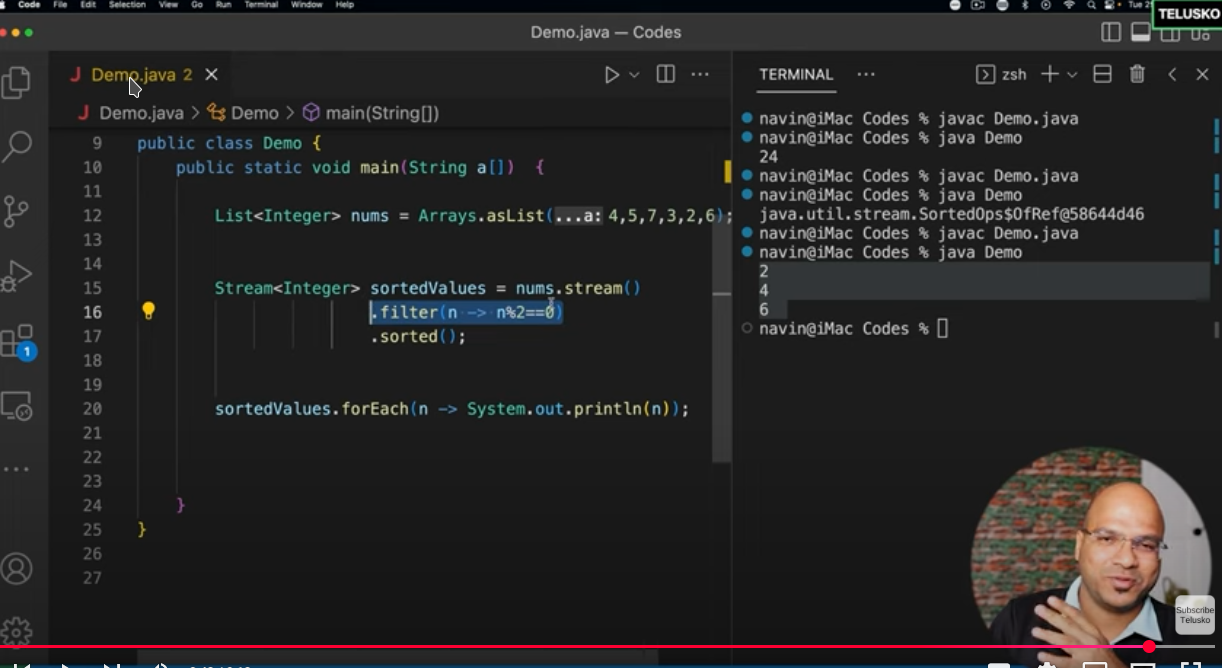 Code File Edit Selection View Go Run Terminal Window Help
TELUSKO
Demo.java — Codes
J Demo.java 2
J Demo.java > Demo > main(String[])
9 public class Demo {
10 public static void main(String a[]) {
11
12 List<Integer> nums = Arrays.asList(...a: 4,5,7,3,2,6);
13
14
15 Stream<Integer> sortedValues = nums.stream()
16 .filter(n -> n%2==0)
17 .sorted();
18
19
20 sortedValues.forEach(n -> System.out.println(n));
21
22
23
24 }
25 }
26
27
1
TERMINAL ... zsh
navin@iMac Codes % javac Demo.java
navin@iMac Codes % java Demo
24
navin@iMac Codes % javac Demo.java
navin@iMac Codes % java Demo
java.util.stream.SortedOps$OfRef@58644d46
navin@iMac Codes % javac Demo.java
navin@iMac Codes % java Demo
2
4
6
navin@iMac Codes %
Subscribe
Telusko